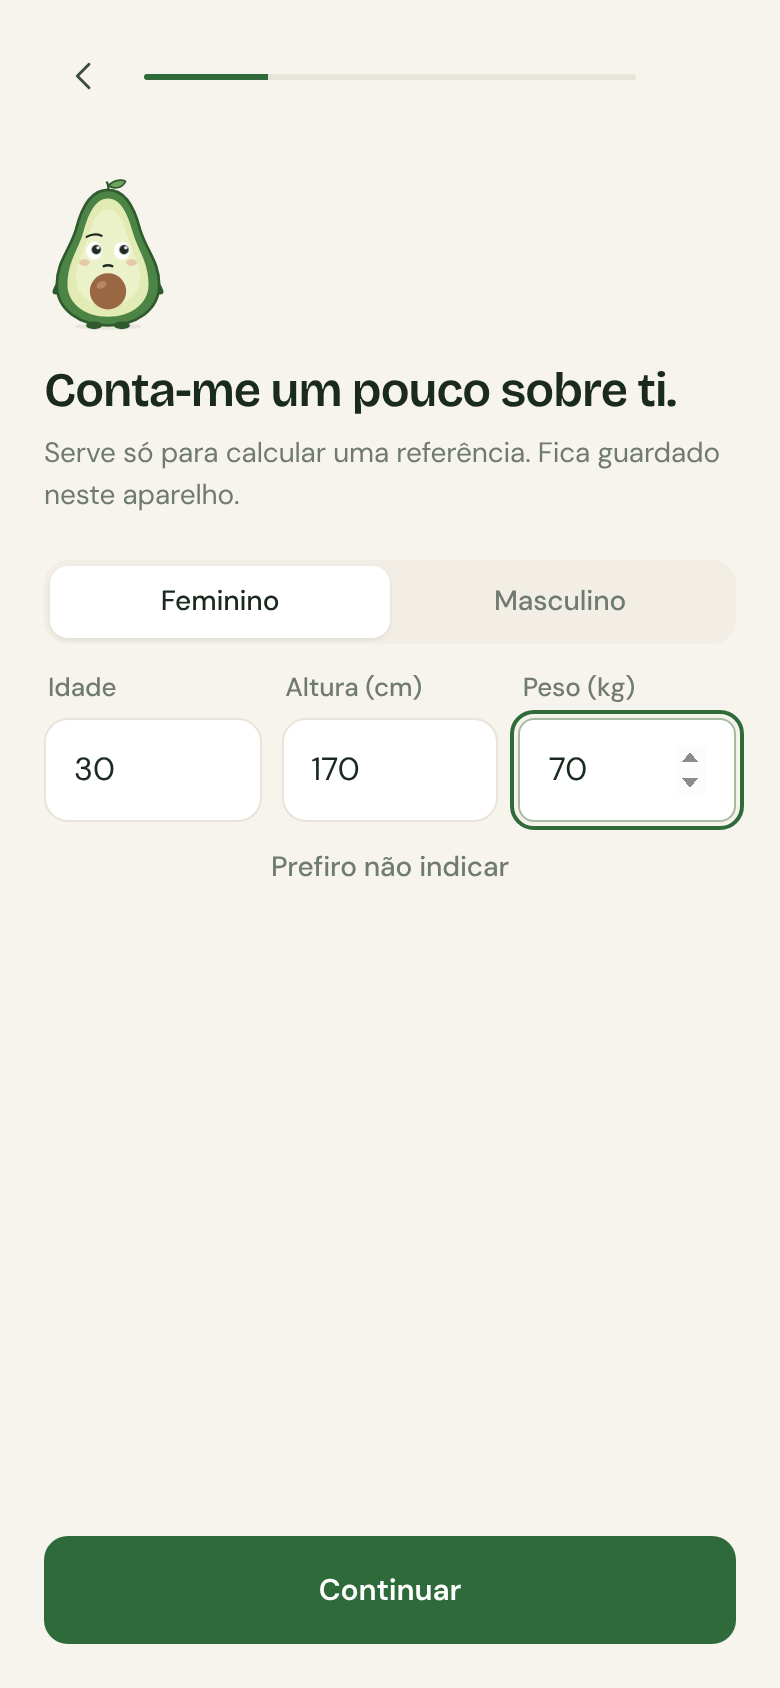 Conta-me um pouco sobre ti.
Serve só para calcular uma referência. Fica guardado
neste aparelho.
Feminino
Masculino
Idade
Altura (cm)
Peso (kg)
30
170
70
Prefiro não indicar
Continuar